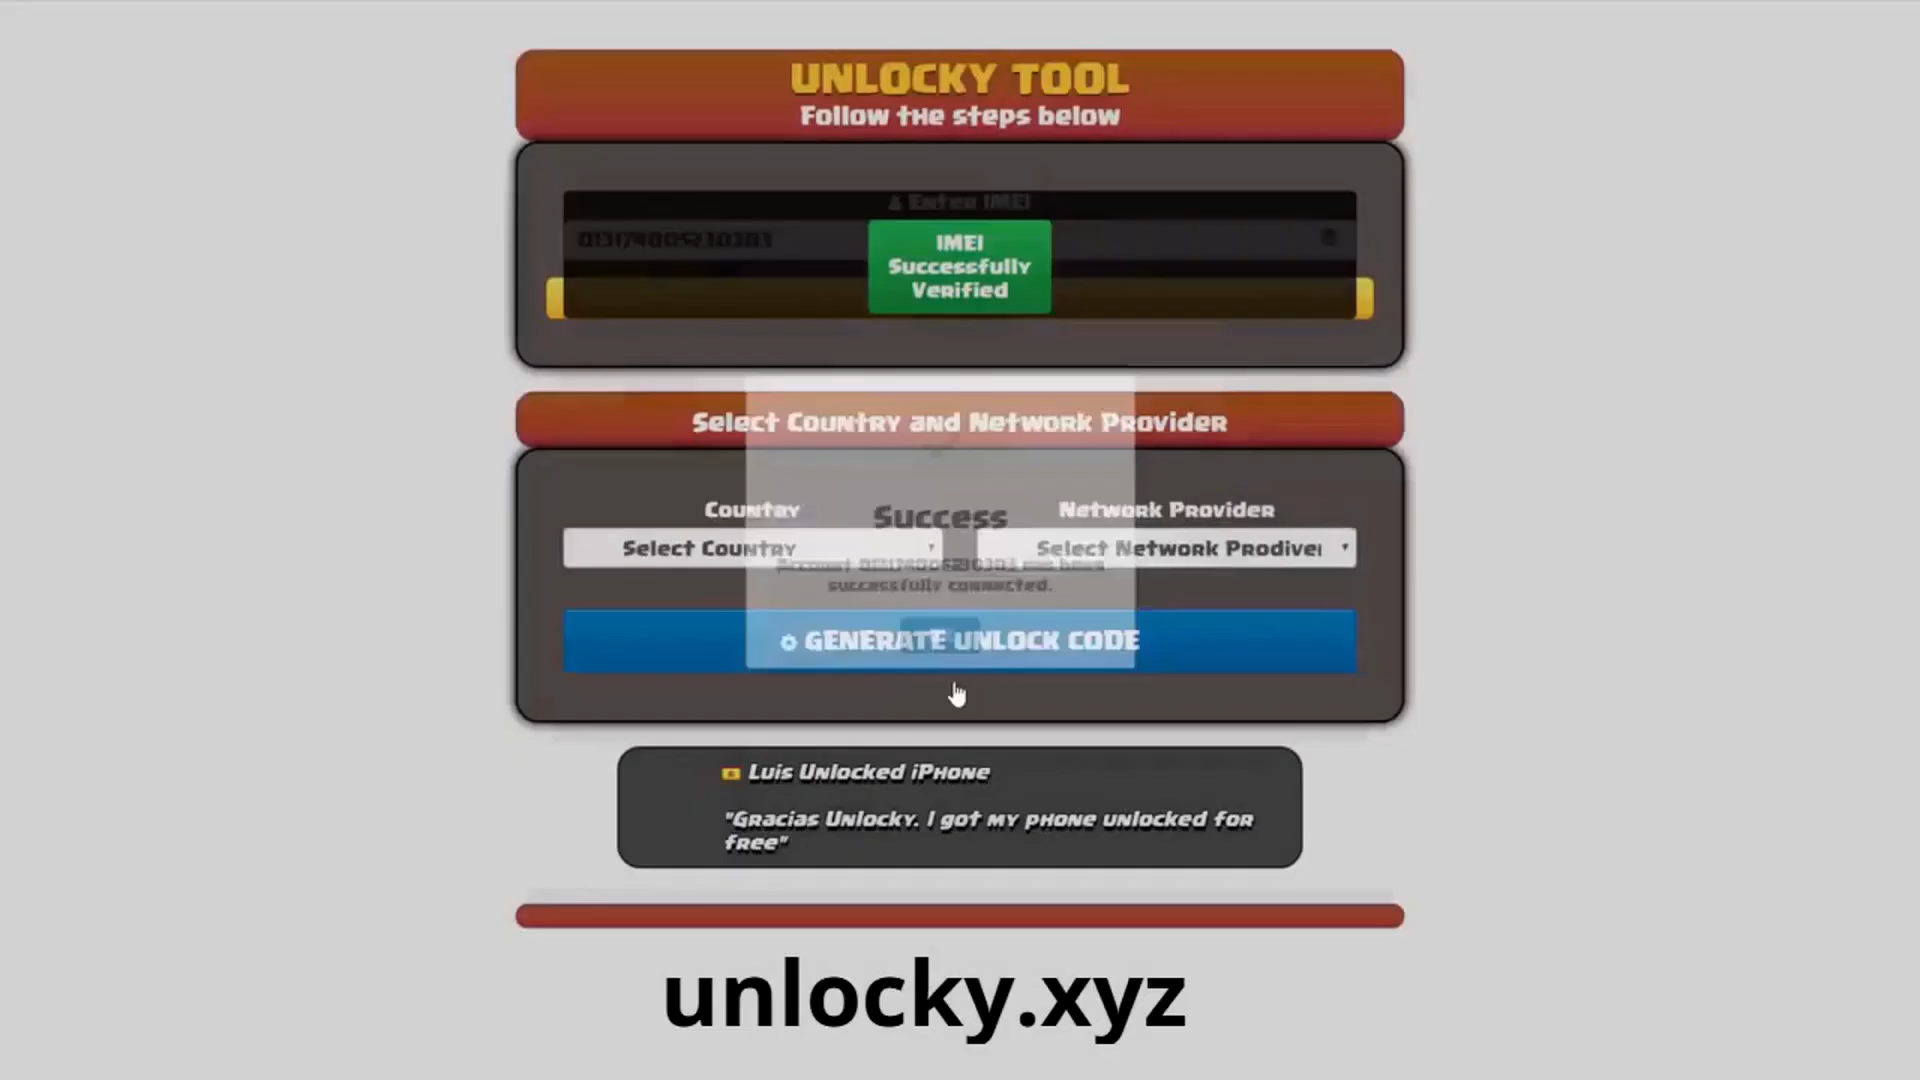 UNLOCKY TOOL
Follow the steps below
Enter IMEI
IMEI
Successfully
Verified
Select Country and Network Provider
Country
Network Provider
Success
Select Country
Select Network Prodiver
successfully connected.
GENERATE UNLOCK CODE
Luis Unlocked iPhone
"Gracias Unlocky. I got my phone unlocked for
free"
unlocky.xyz